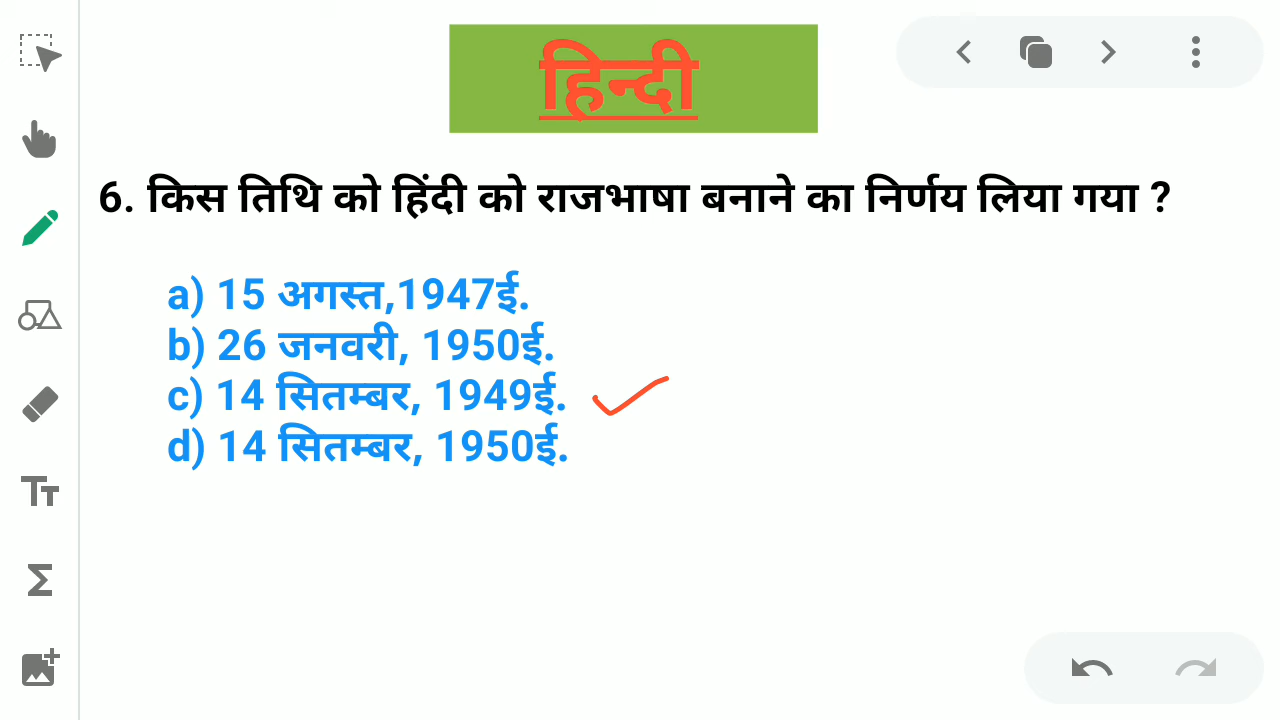 हिन्दी
6. किस तिथि को हिंदी को राजभाषा बनाने का निर्णय लिया गया ?
a) 15 अगस्त,1947ई.
b) 26 जनवरी, 1950ई.
c) 14 सितम्बर, 1949ई.
d) 14 सितम्बर, 1950ई.